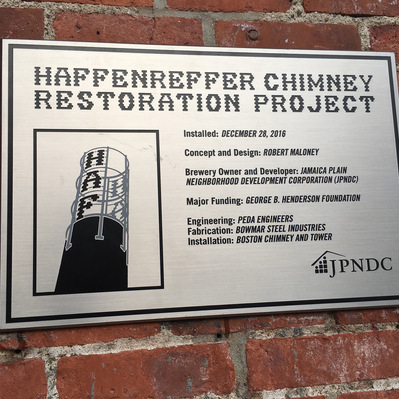 HAFFENREFFER CHIMNEY
RESTORATION PROJECT
Installed: DECEMBER 28, 2016
Concept and Design: ROBERT MALONEY
Brewery Owner and Developer: JAMAICA PLAIN
NEIGHBORHOOD DEVELOPMENT CORPORATION (JPNDC)
Major Funding: GEORGE B. HENDERSON FOUNDATION
Engineering: PEDA ENGINEERS
Fabrication: BOWMAR STEEL INDUSTRIES
Installation: BOSTON CHIMNEY AND TOWER
HAFF
JPNDC